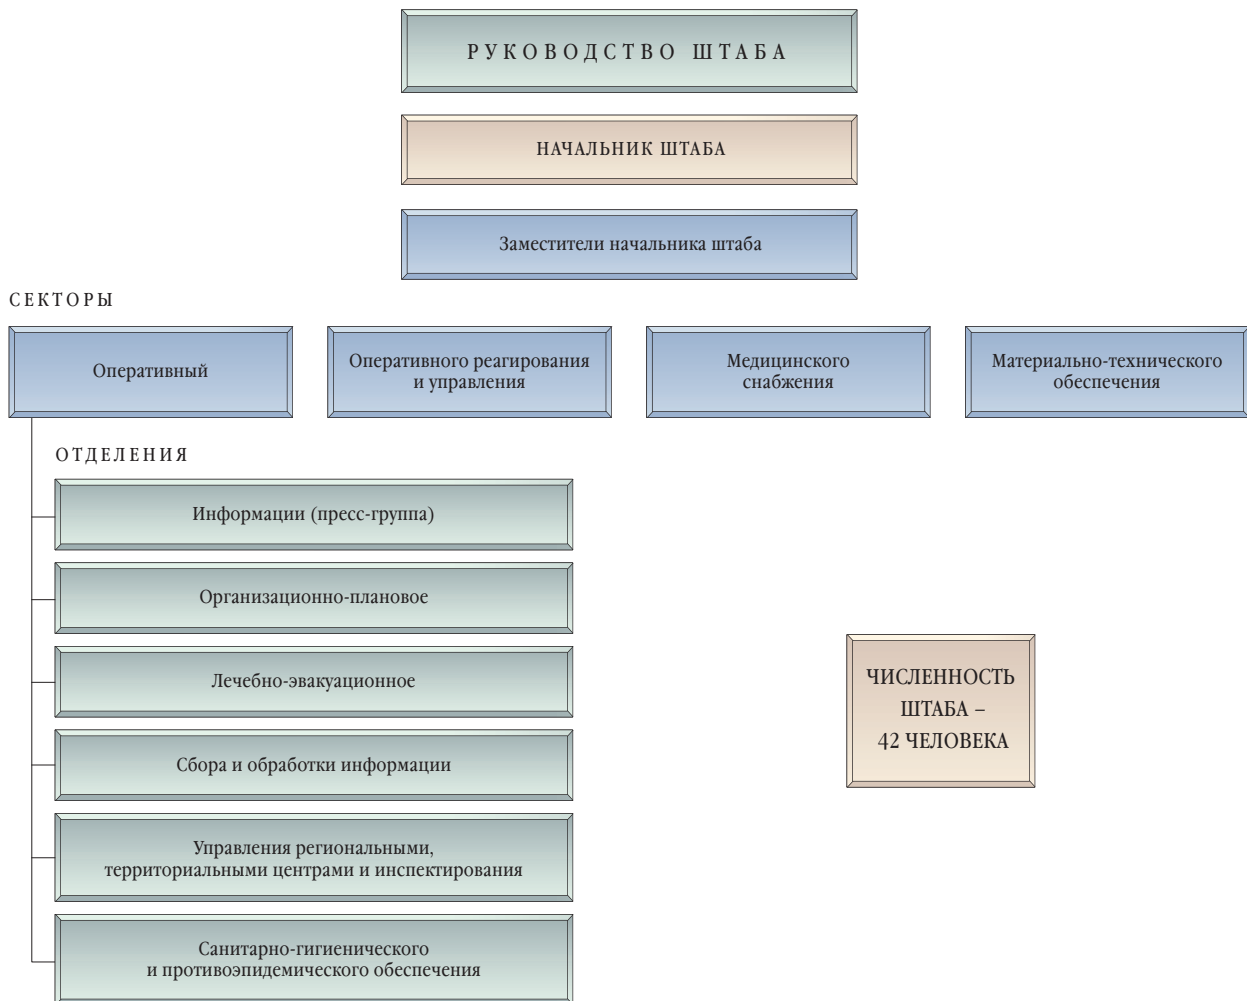 РУКОВОДСТВО ШТАБА
НАЧАЛЬНИК ШТАБА
Заместители начальника штаба
СЕКТОРЫ
Оперативный
Оперативного реагирования
и управления
Медицинского
снабжения
Материально-технического
обеспечения
ОТДЕЛЕНИЯ
Информации (пресс-группа)
Организационно-плановое
Лечебно-эвакуационное
Сбора и обработки информации
Управления региональными,
территориальными центрами и инспектирования
Санитарно-гигиенического
и противоэпидемического обеспечения
ЧИСЛЕННОСТЬ
ШТАБА –
42 ЧЕЛОВЕКА